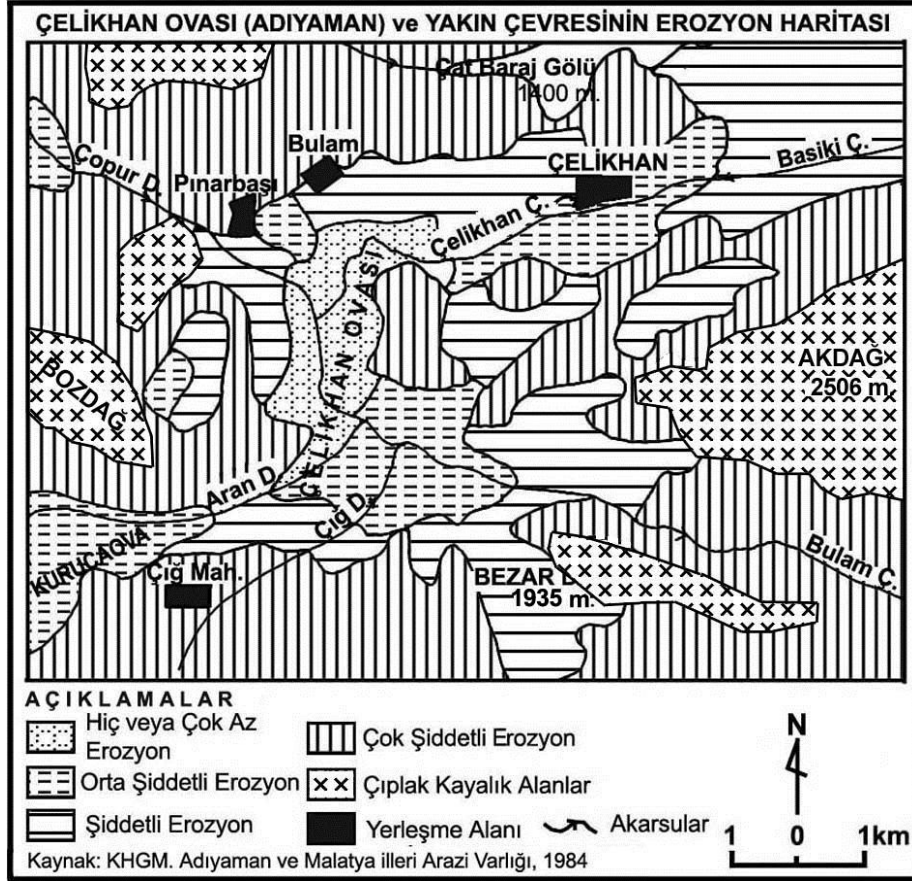 ÇELİKHAN OVASI (ADIYAMAN) ve YAKIN ÇEVRESİNİN EROZYON HARİTASI
Çat Baraj Gölü
1400 m.
Bulam
ÇELİKHAN
Basiki Ç.
Çopur D.
Pınarbaşı
Çelikhan Ç.
ÇELİKHAN OVASI
AKDAĞ
2506 m.
BOZDAĞ
Aran D.
Çığ D.
KURUCAOVA
Çığ Mah.
BEZAR D.
1935 m.
Bulam Ç.
AÇIKLAMALAR
Hiç veya Çok Az
Erozyon
Orta Şiddetli Erozyon
Şiddetli Erozyon
Çok Şiddetli Erozyon
Çıplak Kayalık Alanlar
Yerleşme Alanı
Akarsular
N
1 0 1km
Kaynak: KHGM. Adıyaman ve Malatya illeri Arazi Varlığı, 1984